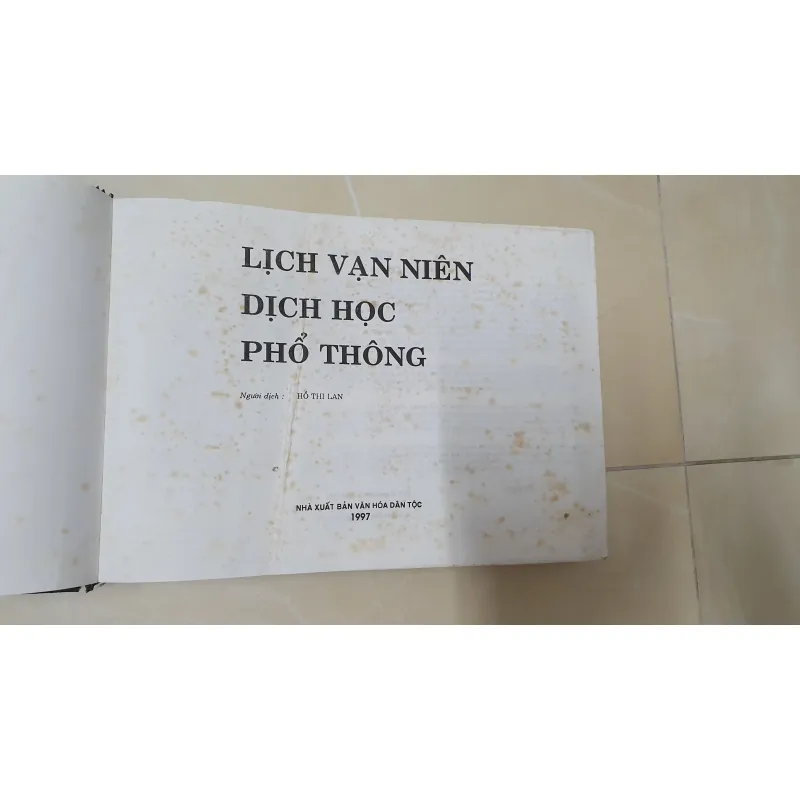 LỊCH VẠN NIÊN
DỊCH HỌC
PHỔ THÔNG
Người dịch : HỒ THI LAN
NHÀ XUẤT BẢN VĂN HÓA DÂN TỘC
1997